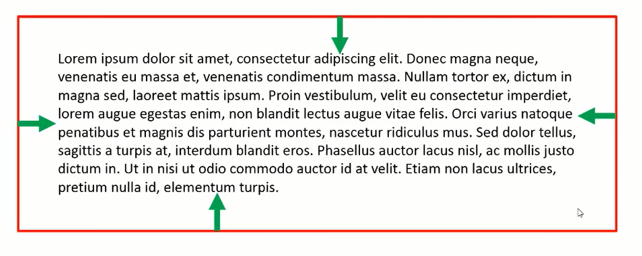 Lorem ipsum dolor sit amet, consectetur adipiscing elit. Donec magna neque,
venenatis eu massa et, venenatis condimentum massa. Nullam tortor ex, dictum in
magna sed, laoreet mattis ipsum. Proin vestibulum, velit eu consectetur imperdiet,
lorem augue egestas enim, non blandit lectus augue vitae felis. Orci varius natoque
penatibus et magnis dis parturient montes, nascetur ridiculus mus. Sed dolor tellus,
sagittis a turpis at, interdum blandit eros. Phasellus auctor lacus nisl, ac mollis justo
dictum in. Ut in nisi ut odio commodo auctor id at velit. Etiam non lacus ultrices,
pretium nulla id, elementum turpis.